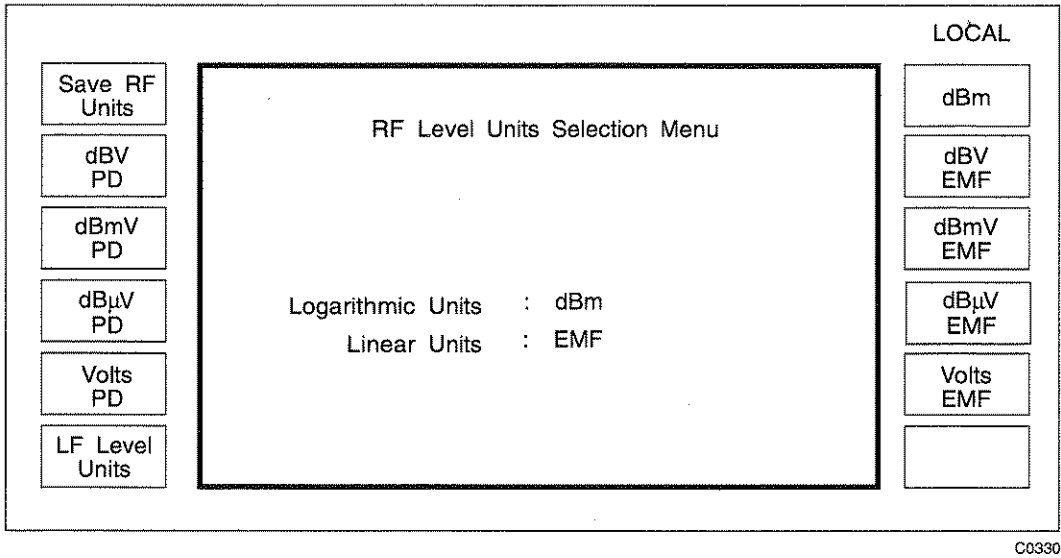 LOCAL
Save RF
Units
dBV
PD
dBmV
PD
dBµV
PD
Volts
PD
LF Level
Units
RF Level Units Selection Menu
Logarithmic Units : dBm
Linear Units : EMF
dBm
dBV
EMF
dBmV
EMF
dBµV
EMF
Volts
EMF
C0330